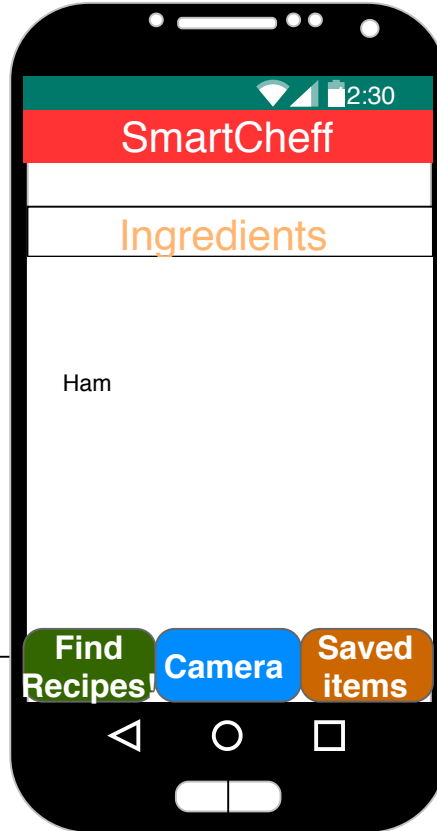 2:30
SmartCheff
Ingredients
Ham
Find
Recipes!
Camera
Saved
items